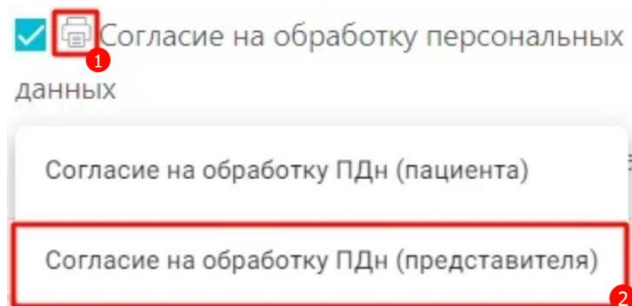 Согласие на обработку персональных
1
данных
Согласие на обработку ПДн (пациента)
Согласие на обработку ПДн (представителя)
2